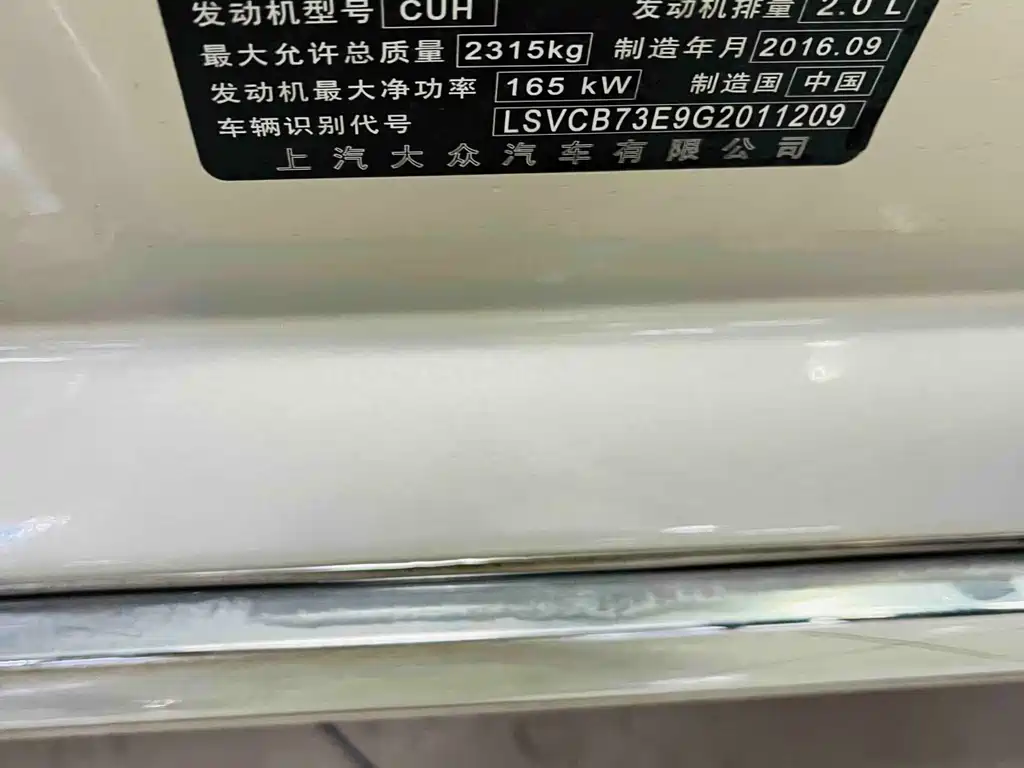 发动机型号 CUH 发动机排量 2.0 L
最大允许总质量 2315kg 制造年月 2016.09
发动机最大净功率 165 kW 制造国 中国
车辆识别代号 LSVCB73E9G2011209
上汽大众汽车有限公司